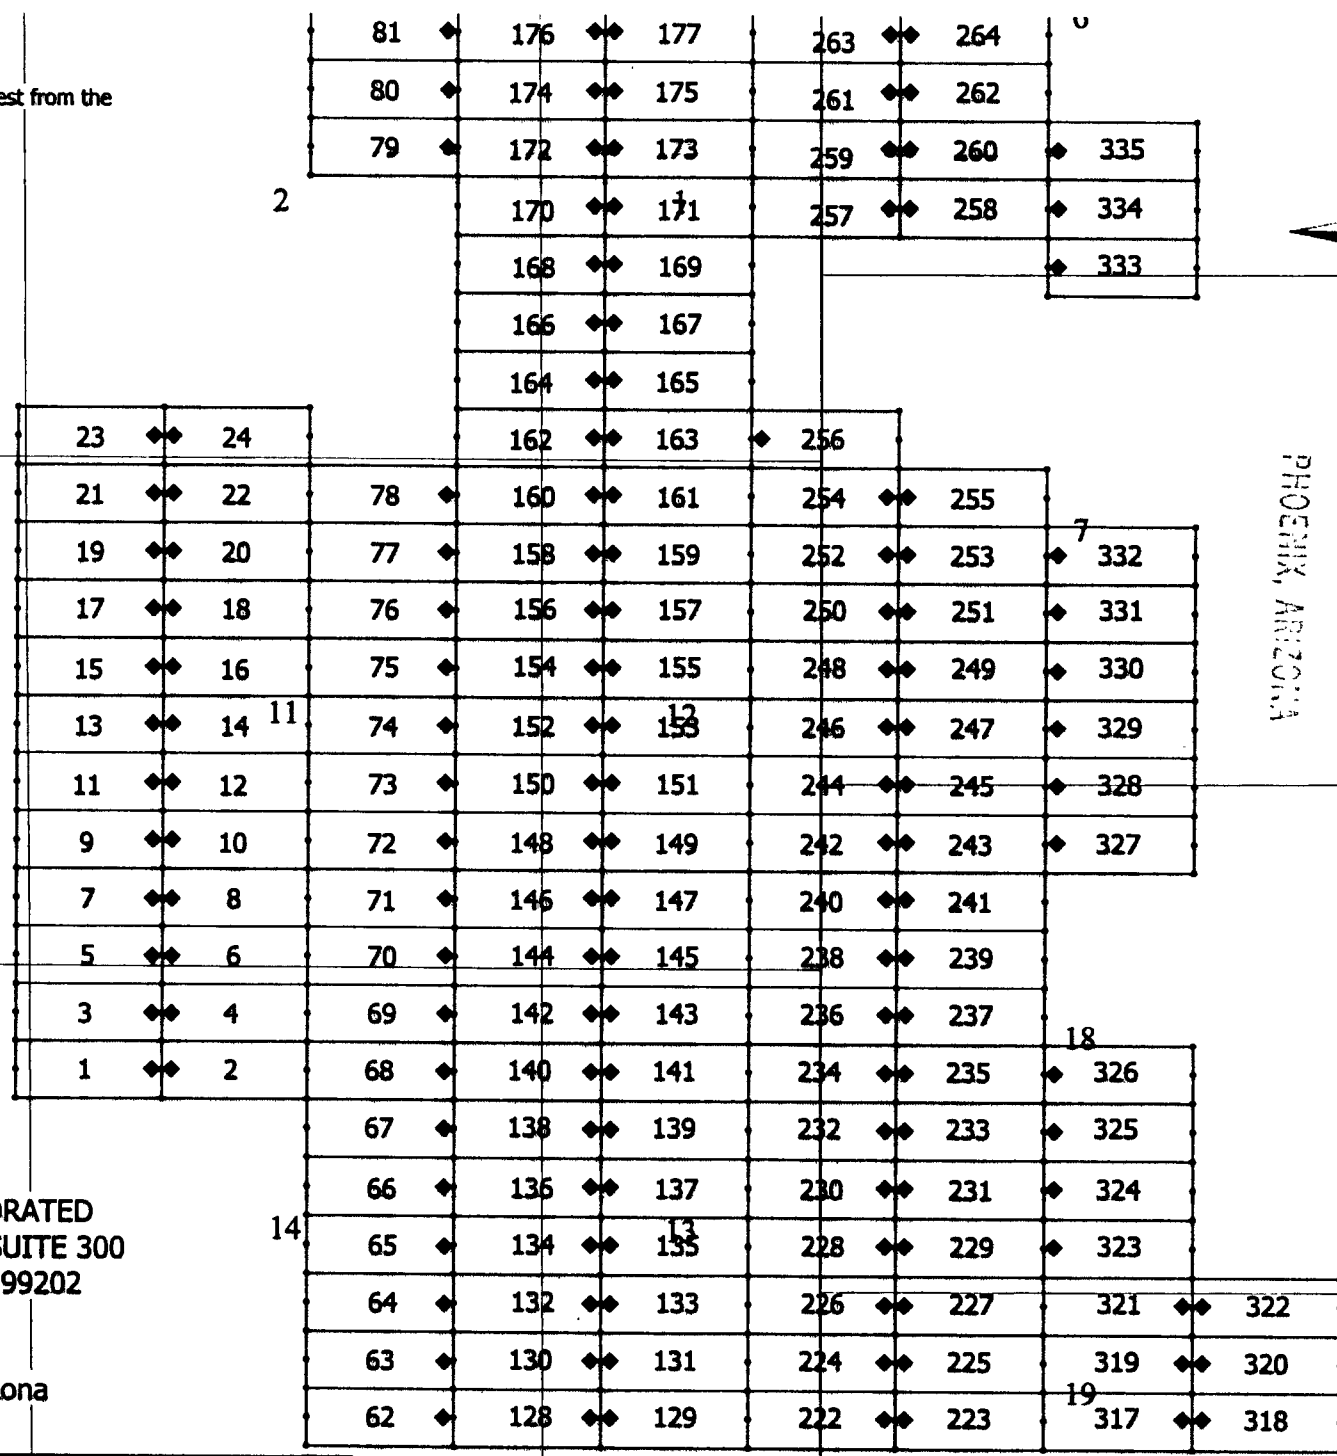 81 176 177 263 264 6
80 174 175 261 262
est from the
79 172 173 259 260 335
2 170 171 1 257 258 334
168 169 333
166 167
164 165
23 24 162 163 256
21 22 78 160 161 254 255
19 20 77 158 159 252 253 7 332
17 18 76 156 157 250 251 331
15 16 75 154 155 248 249 330
13 14 11 74 152 153 12 246 247 329
11 12 73 150 151 244 245 328
9 10 72 148 149 242 243 327
7 8 71 146 147 240 241
5 6 70 144 145 238 239
3 4 69 142 143 236 237
18
1 2 68 140 141 234 235 326
67 138 139 232 233 325
66 136 137 230 231 324
14 65 134 135 13 228 229 323
64 132 133 226 227 321 322
63 130 131 224 225 319 320
62 128 129 222 223 19 317 318
PHOENIX, ARIZONA
ORATED
SUITE 300
99202
ona